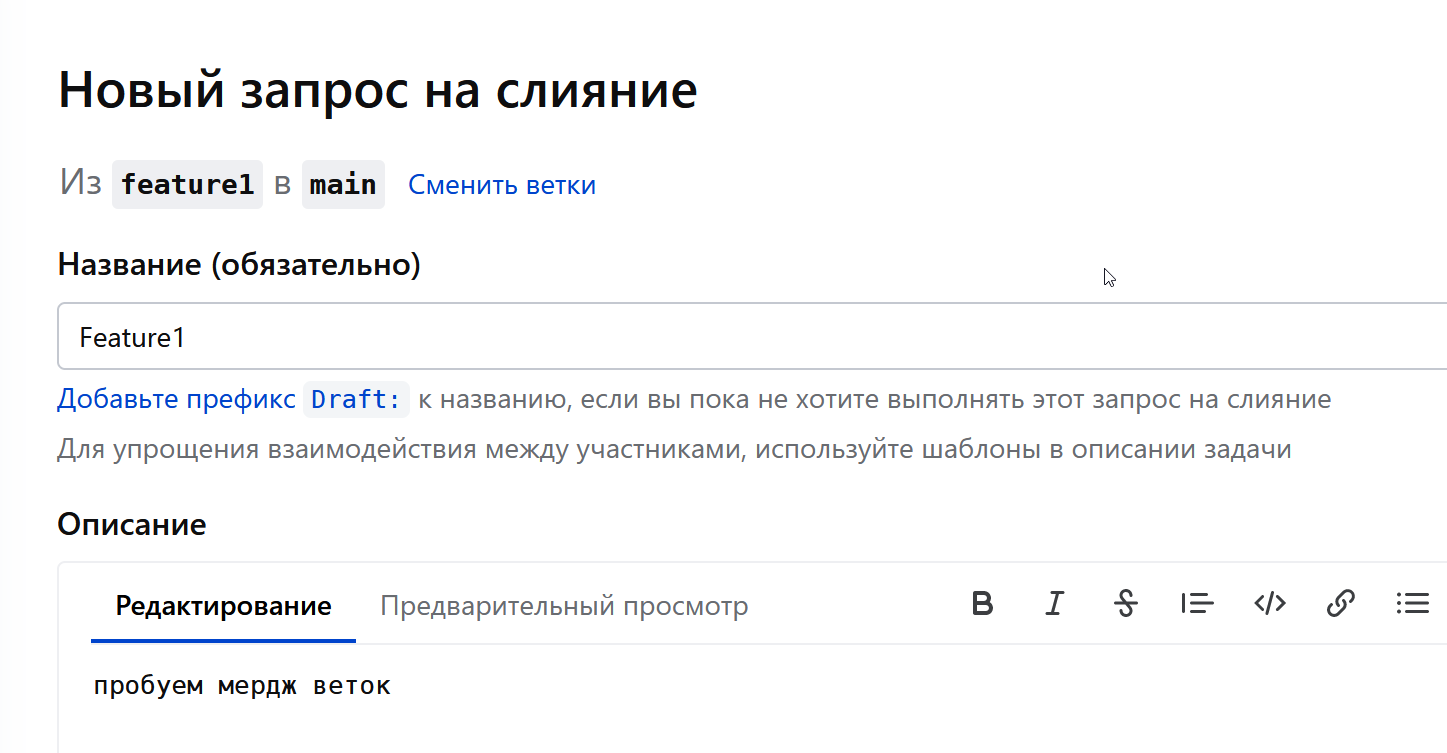 Новый запрос на слияние
Из feature1 в main Сменить ветки
Название (обязательно)
Feature1
Добавьте префикс Draft: к названию, если вы пока не хотите выполнять этот запрос на слияние
Для упрощения взаимодействия между участниками, используйте шаблоны в описании задачи
Описание
Редактирование Предварительный просмотр B I S
пробуем мердж веток